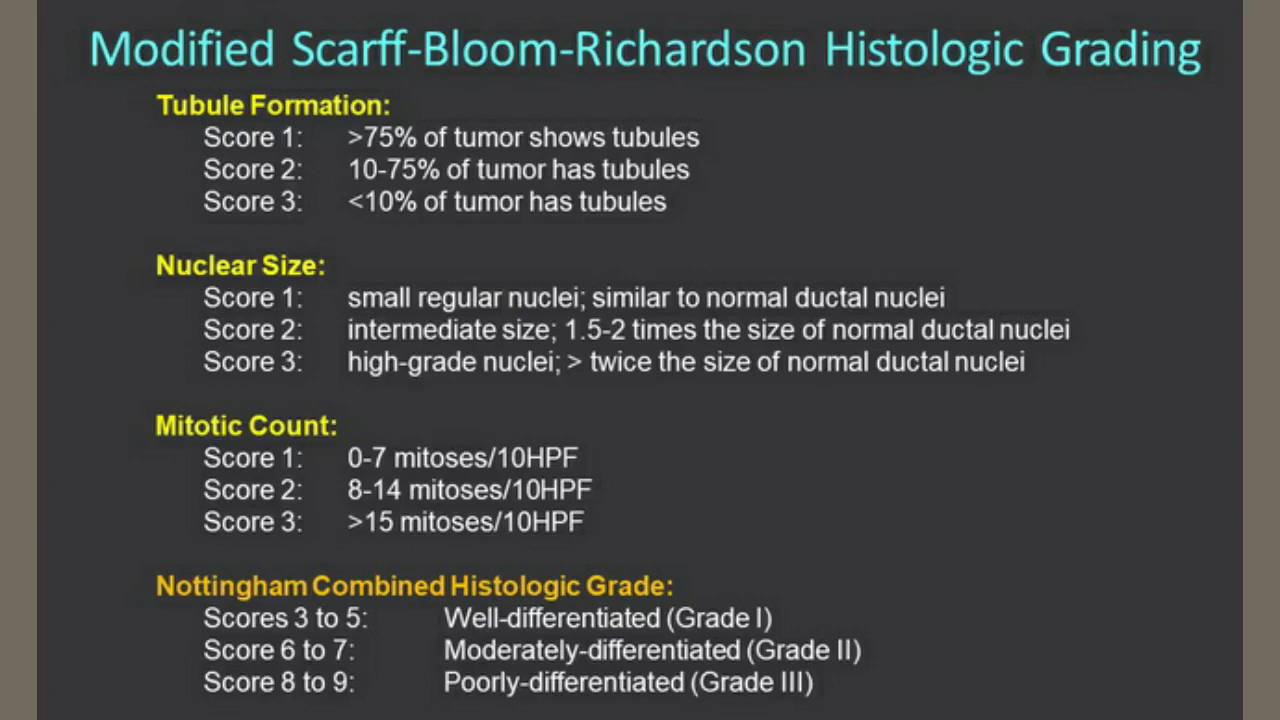 Modified Scarff-Bloom-Richardson Histologic Grading
Tubule Formation:
Score 1: >75% of tumor shows tubules
Score 2: 10-75% of tumor has tubules
Score 3: <10% of tumor has tubules
Nuclear Size:
Score 1: small regular nuclei; similar to normal ductal nuclei
Score 2: intermediate size; 1.5-2 times the size of normal ductal nuclei
Score 3: high-grade nuclei; > twice the size of normal ductal nuclei
Mitotic Count:
Score 1: 0-7 mitoses/10HPF
Score 2: 8-14 mitoses/10HPF
Score 3: >15 mitoses/10HPF
Nottingham Combined Histologic Grade:
Scores 3 to 5: Well-differentiated (Grade I)
Score 6 to 7: Moderately-differentiated (Grade II)
Score 8 to 9: Poorly-differentiated (Grade III)